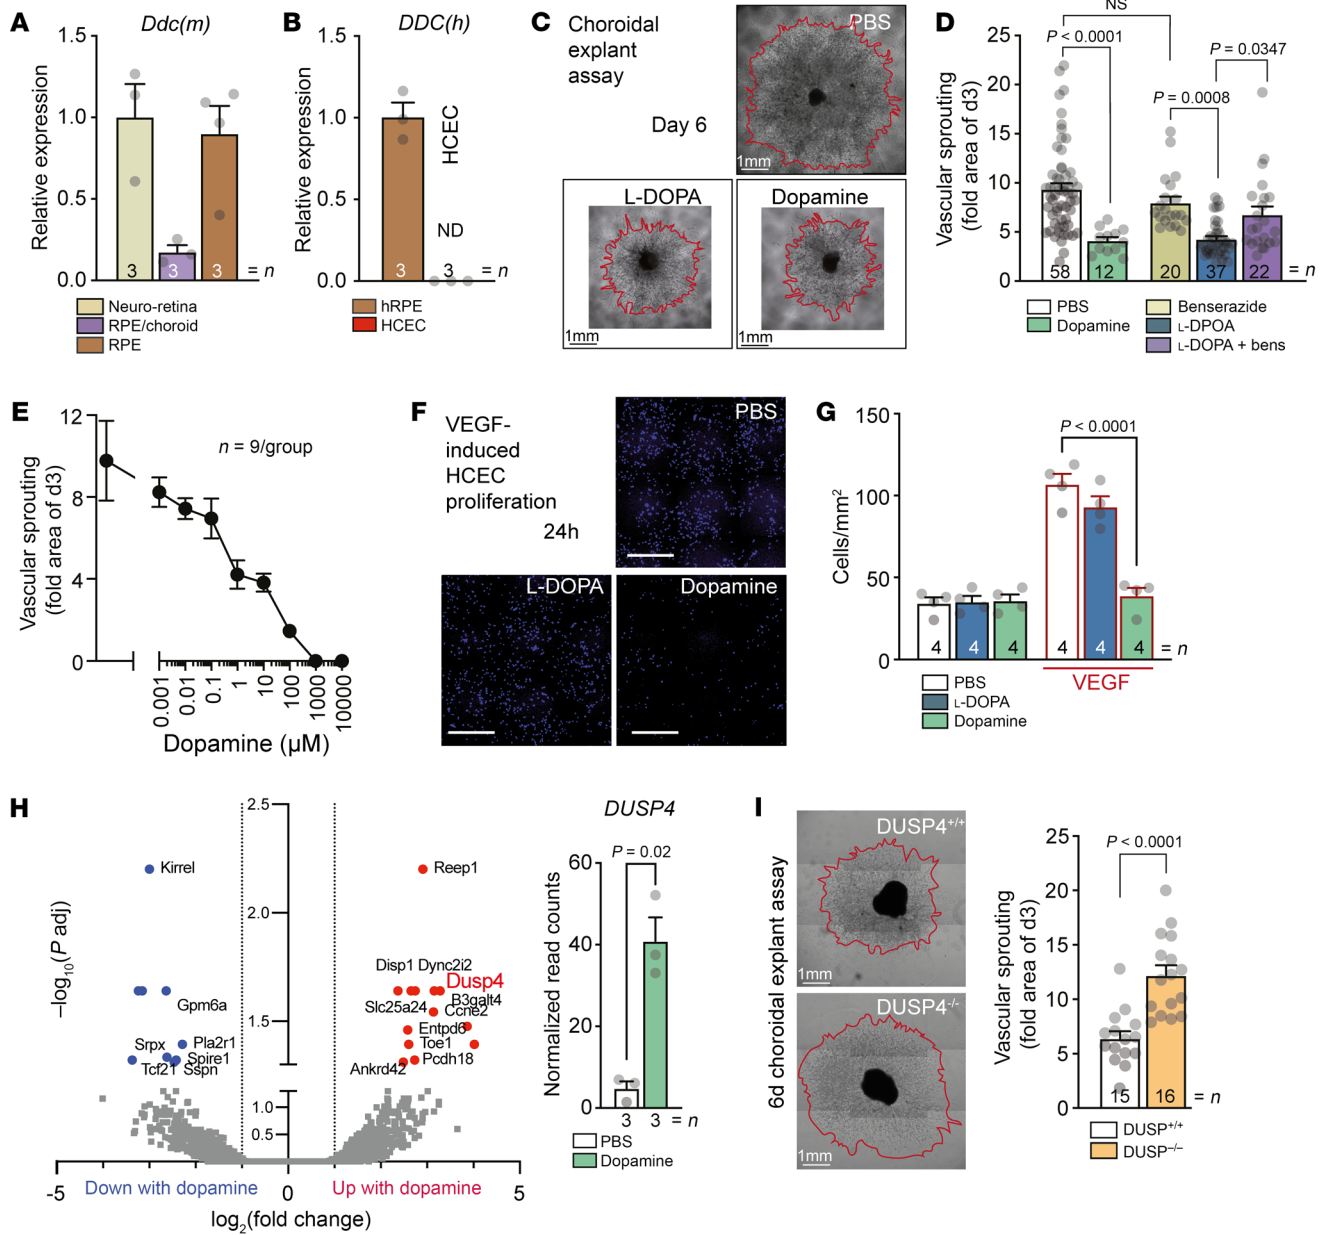 A
Ddc(m)
Relative expression
1.5
1.0
0.5
0.0
3
3
3
= n
Neuro-retina
RPE/choroid
RPE
B
DDC(h)
Relative expression
1.5
1.0
0.5
0.0
HCEC
ND
3
3
= n
hRPE
HCEC
C
Choroidal
explant
assay
Day 6
PBS
1mm
L-DOPA
1mm
Dopamine
1mm
D
Vascular sprouting
(fold area of d3)
25
20
15
10
5
0
NS
P < 0.0001
P = 0.0347
P = 0.0008
58
12
20
37
22
= n
PBS
Dopamine
Benserazide
L-DPOA
L-DOPA + bens
E
Vascular sprouting
(fold area of d3)
12
8
4
0
n = 9/group
0.001
0.01
0.1
1
10
100
1000
10000
Dopamine (µM)
F
VEGF-
induced
HCEC
proliferation
24h
PBS
L-DOPA
Dopamine
G
Cells/mm²
150
100
50
0
P < 0.0001
4
4
4
4
4
4
= n
VEGF
PBS
L-DOPA
Dopamine
H
–log₁₀(P adj)
2.5
2.0
1.5
1.0
0.5
Kirrel
Reep1
Disp1 Dync2i2
Dusp4
Gpm6a
Slc25a24
B3galt4
Ccne2
Entpd6
Srpx
Pla2r1
Toe1
Spire1
Pcdh18
Tcf21 Sspn
Ankrd42
-5
0
5
Down with dopamine
Up with dopamine
log₂(fold change)
DUSP4
Normalized read counts
60
40
20
0
P = 0.02
3
3
= n
PBS
Dopamine
I
6d choroidal explant assay
DUSP4+/+
1mm
DUSP4-/-
1mm
Vascular sprouting
(fold area of d3)
25
20
15
10
5
0
P < 0.0001
15
16
= n
DUSP+/+
DUSP–/–